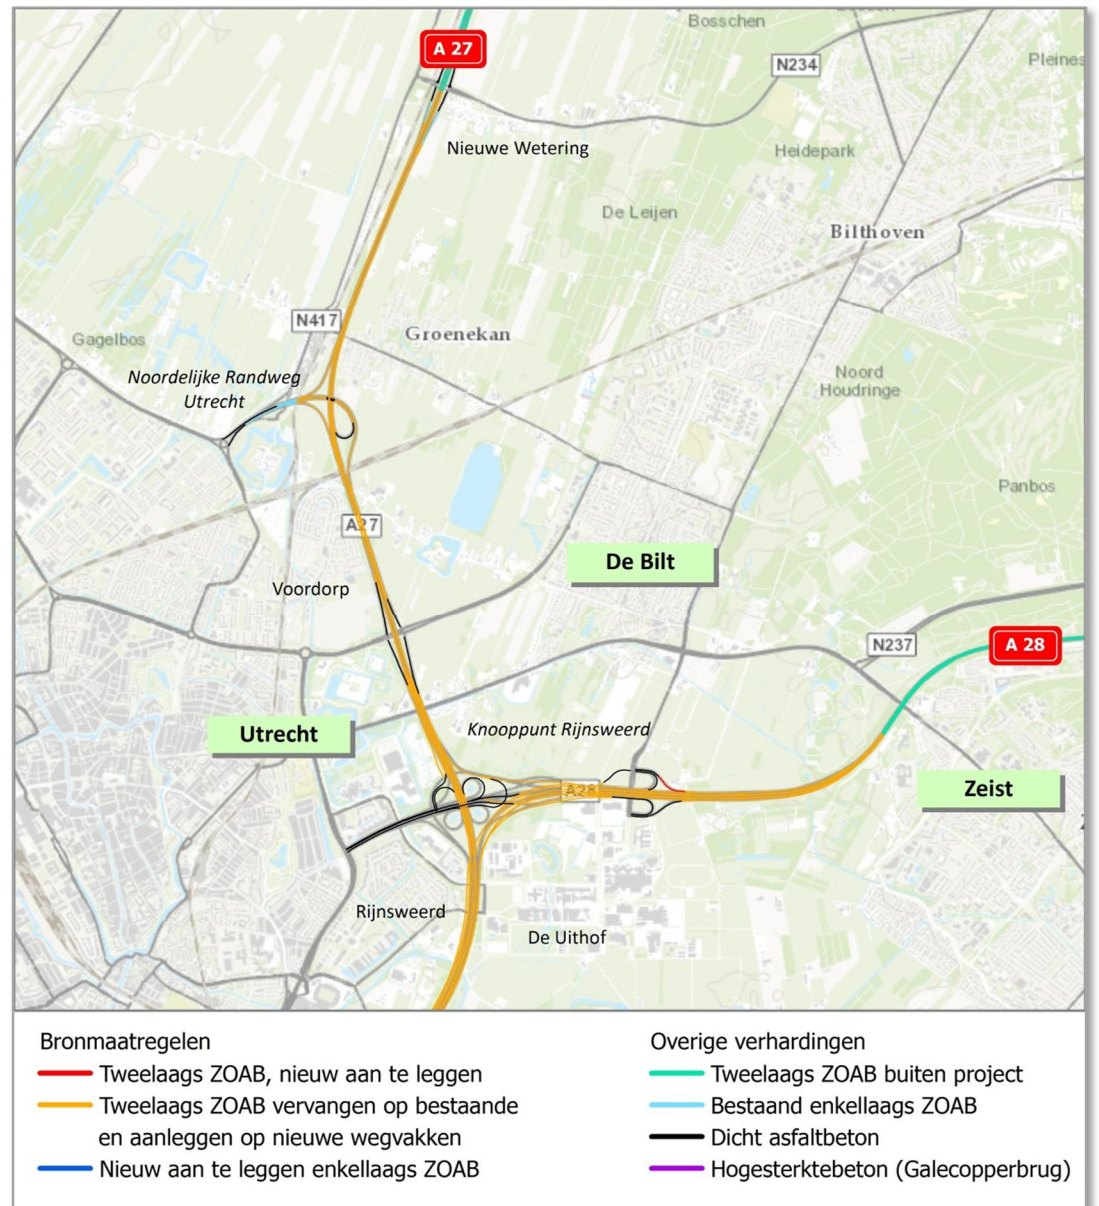 Bosschen
A 27
N234
Pleines
Nieuwe Wetering
Heidepark
De Leijen
Bilthoven
N417
Gagelbos
Groenekan
Noordelijke Randweg
Utrecht
Noord
Houdringe
Panbos
A27
De Bilt
Voordorp
N237
A 28
Utrecht
Knooppunt Rijnsweerd
A28
Zeist
Rijnsweerd
De Uithof
Bronmaatregelen
Tweelaags ZOAB, nieuw aan te leggen
Tweelaags ZOAB vervangen op bestaande
en aanleggen op nieuwe wegvakken
Nieuw aan te leggen enkellaags ZOAB
Overige verhardingen
Tweelaags ZOAB buiten project
Bestaand enkellaags ZOAB
Dicht asfaltbeton
Hogesterktebeton (Galecopperbrug)